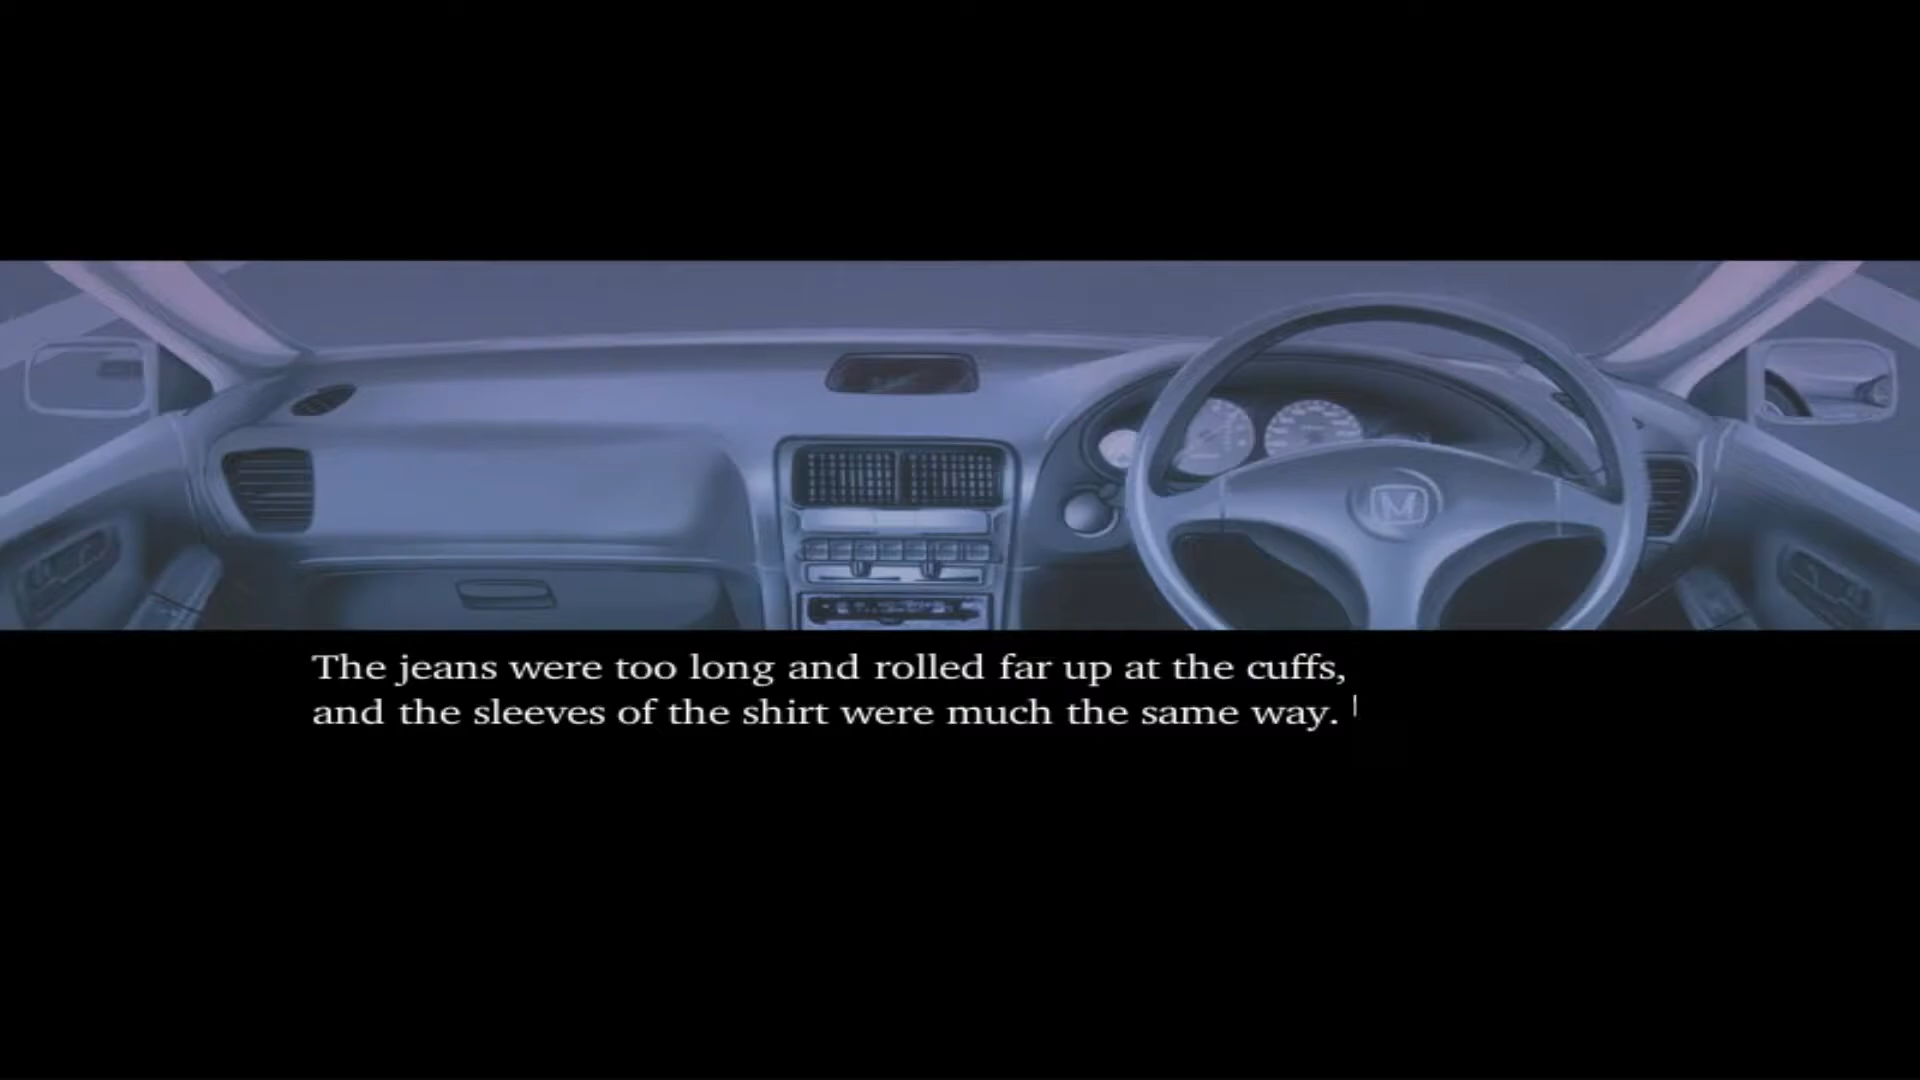 The jeans were too long and rolled far up at the cuffs,
and the sleeves of the shirt were much the same way.